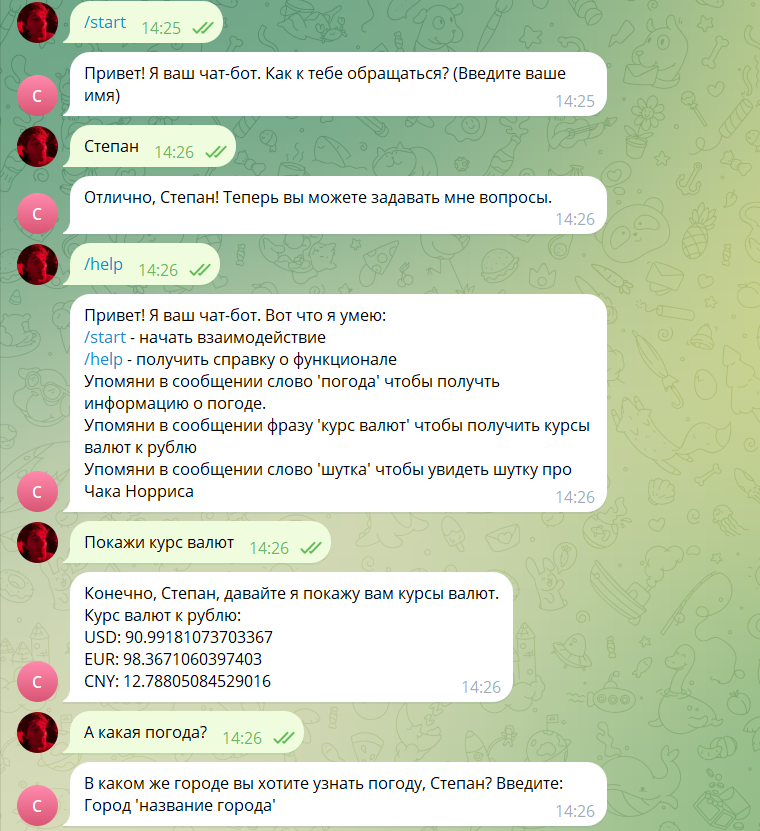 /start 14:25
Привет! Я ваш чат-бот. Как к тебе обращаться? (Введите ваше
имя) 14:25
С
Степан 14:26
Отлично, Степан! Теперь вы можете задавать мне вопросы.
14:26
С
/help 14:26
Привет! Я ваш чат-бот. Вот что я умею:
/start - начать взаимодействие
/help - получить справку о функционале
Упомяни в сообщении слово 'погода' чтобы получть
информацию о погоде.
Упомяни в сообщении фразу 'курс валют' чтобы получить курсы
валют к рублю
Упомяни в сообщении слово 'шутка' чтобы увидеть шутку про
Чака Норриса 14:26
С
Покажи курс валют 14:26
Конечно, Степан, давайте я покажу вам курсы валют.
Курс валют к рублю:
USD: 90.99181073703367
EUR: 98.3671060397403
CNY: 12.78805084529016 14:26
С
А какая погода? 14:26
В каком же городе вы хотите узнать погоду, Степан? Введите:
Город 'название города' 14:26
С